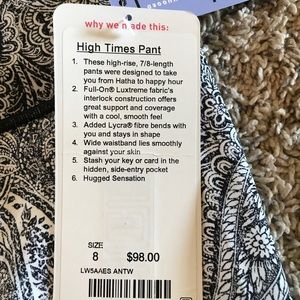 why we made this:
High Times Pant
1. These high-rise, 7/8-length
pants were designed to take
you from Hatha to happy hour
2. Full-On® Luxtreme fabric's
interlock construction offers
great support and coverage
with a cool, smooth feel
3. Added Lycra® fibre bends with
you and stays in shape
4. Wide waistband lies smoothly
against your skin
5. Stash your key or card in the
hidden, side-entry pocket
6. Hugged Sensation
SIZE
8 $98.00
LW5AAES ANTW